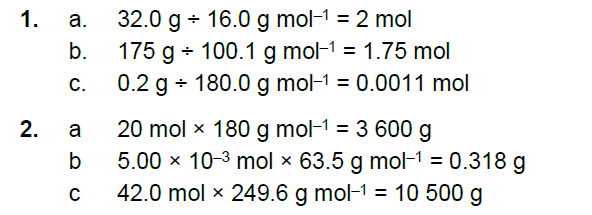 1. a. 32.0 g ÷ 16.0 g mol⁻¹ = 2 mol
b. 175 g ÷ 100.1 g mol⁻¹ = 1.75 mol
c. 0.2 g ÷ 180.0 g mol⁻¹ = 0.0011 mol
2. a 20 mol × 180 g mol⁻¹ = 3 600 g
b 5.00 × 10⁻³ mol × 63.5 g mol⁻¹ = 0.318 g
c 42.0 mol × 249.6 g mol⁻¹ = 10 500 g